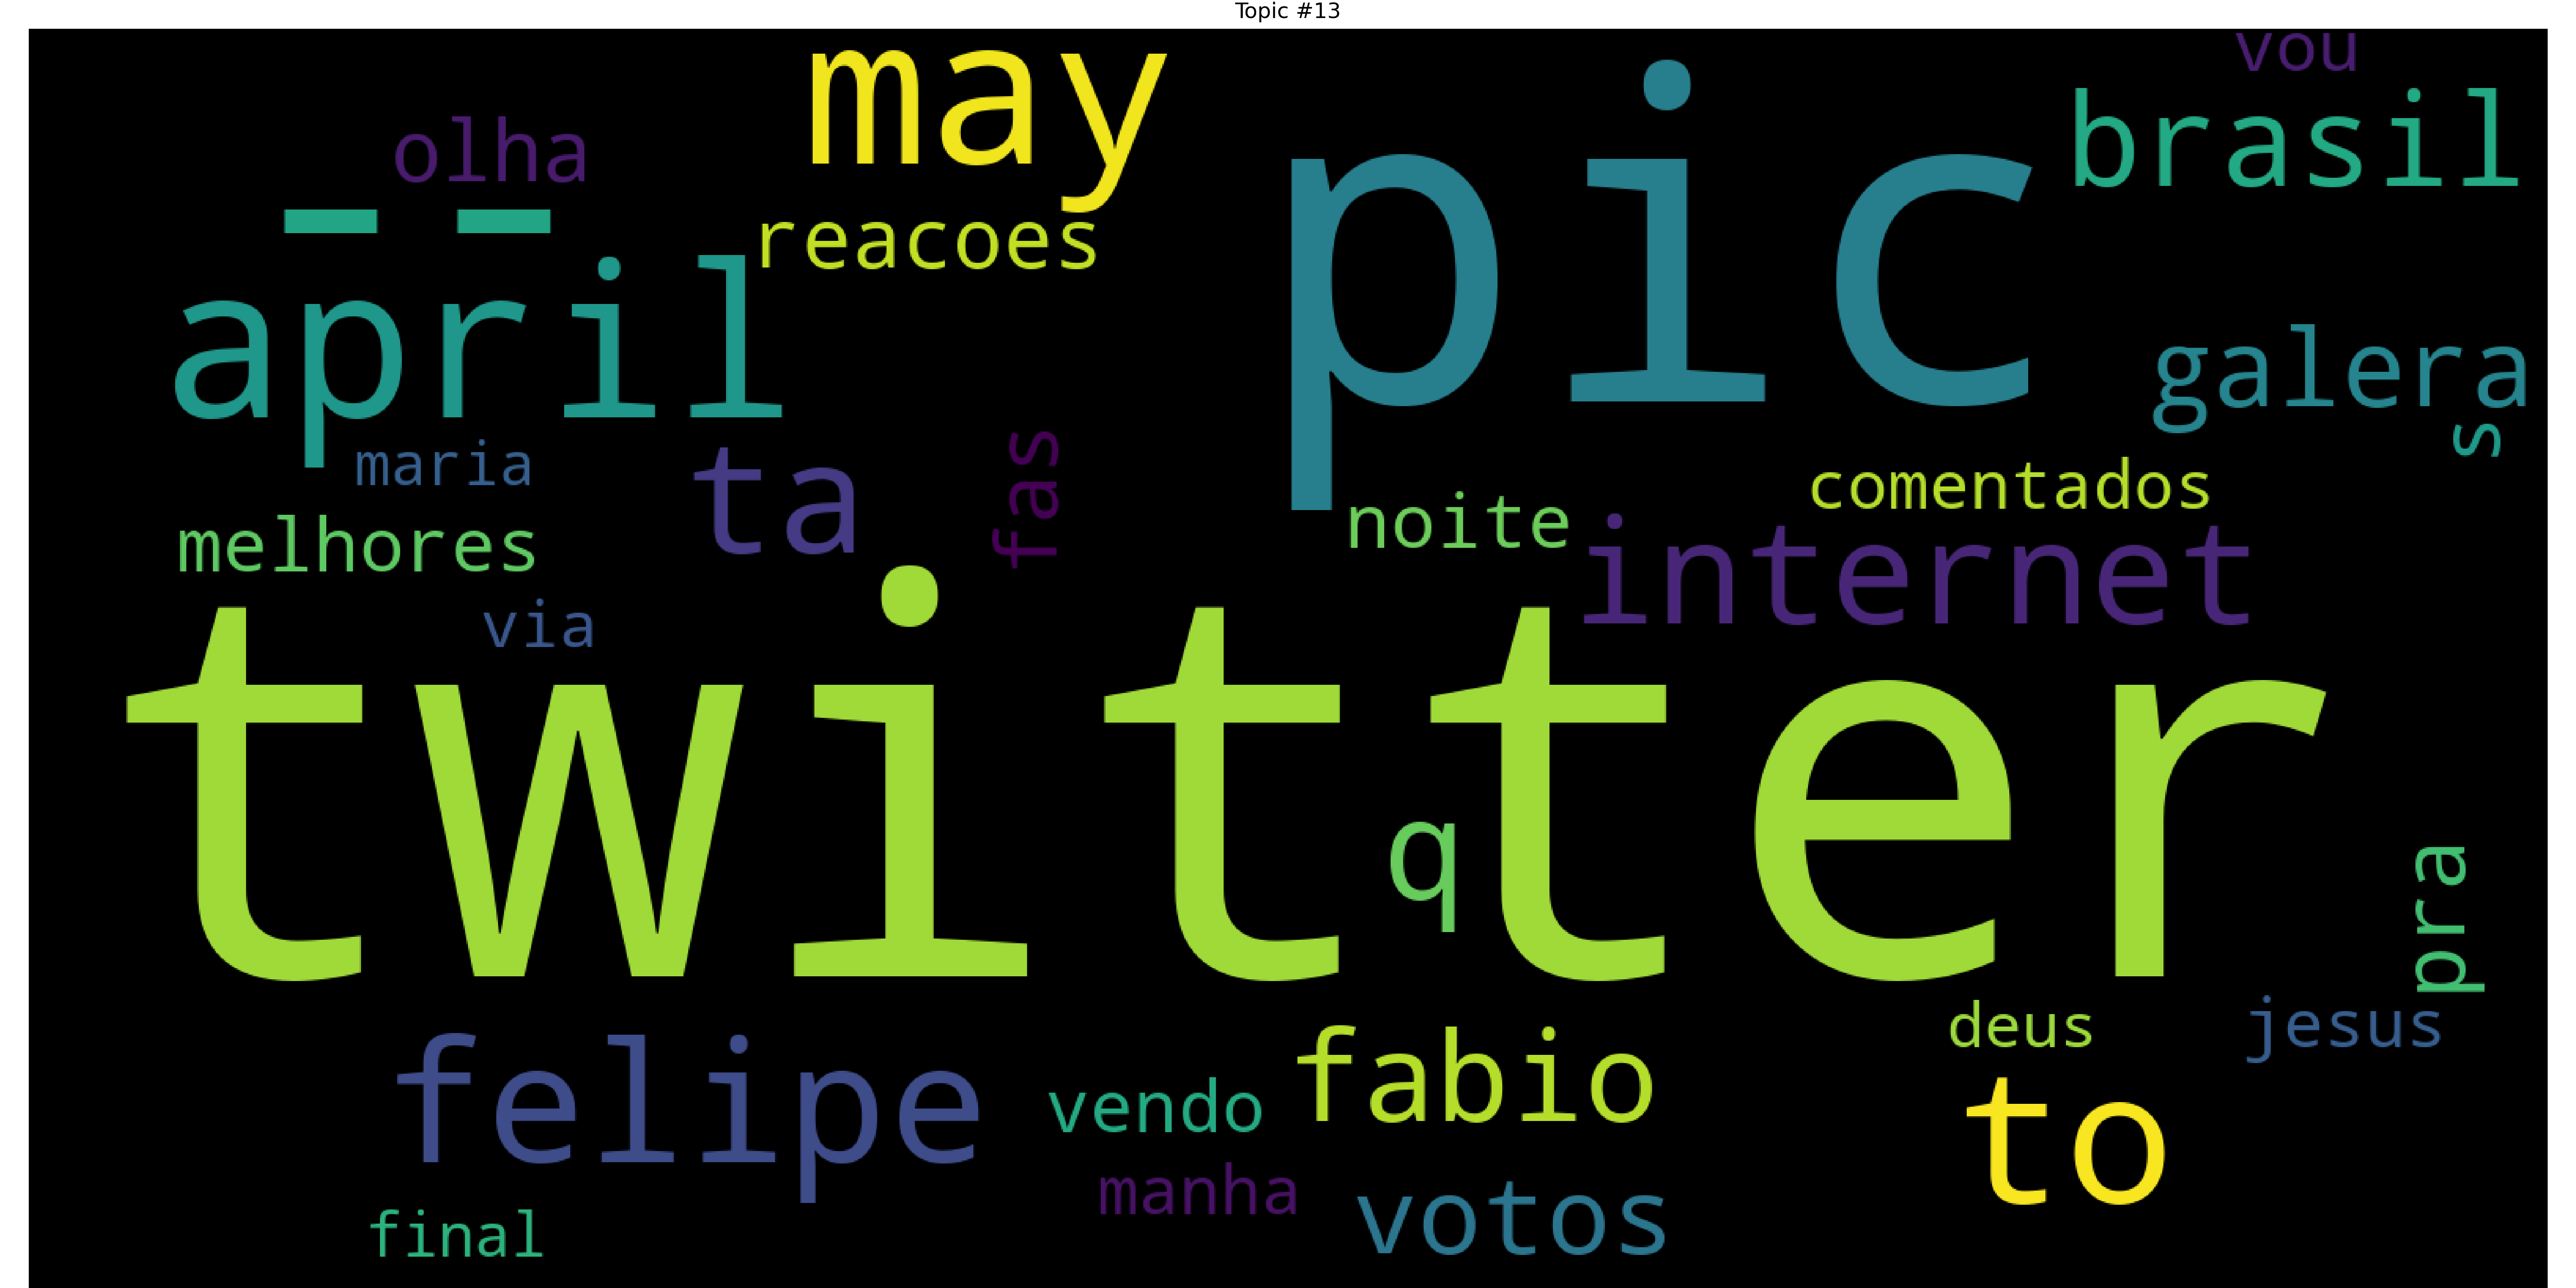 Topic #13
vou
may
pic
brasil
olha
- -
reacoes
april
galera
s
maria
ta
fas
comentados
noite
melhores
internet
via
twitter
q
pra
deus
jesus
felipe
vendo
fabio
to
manha
votos
final